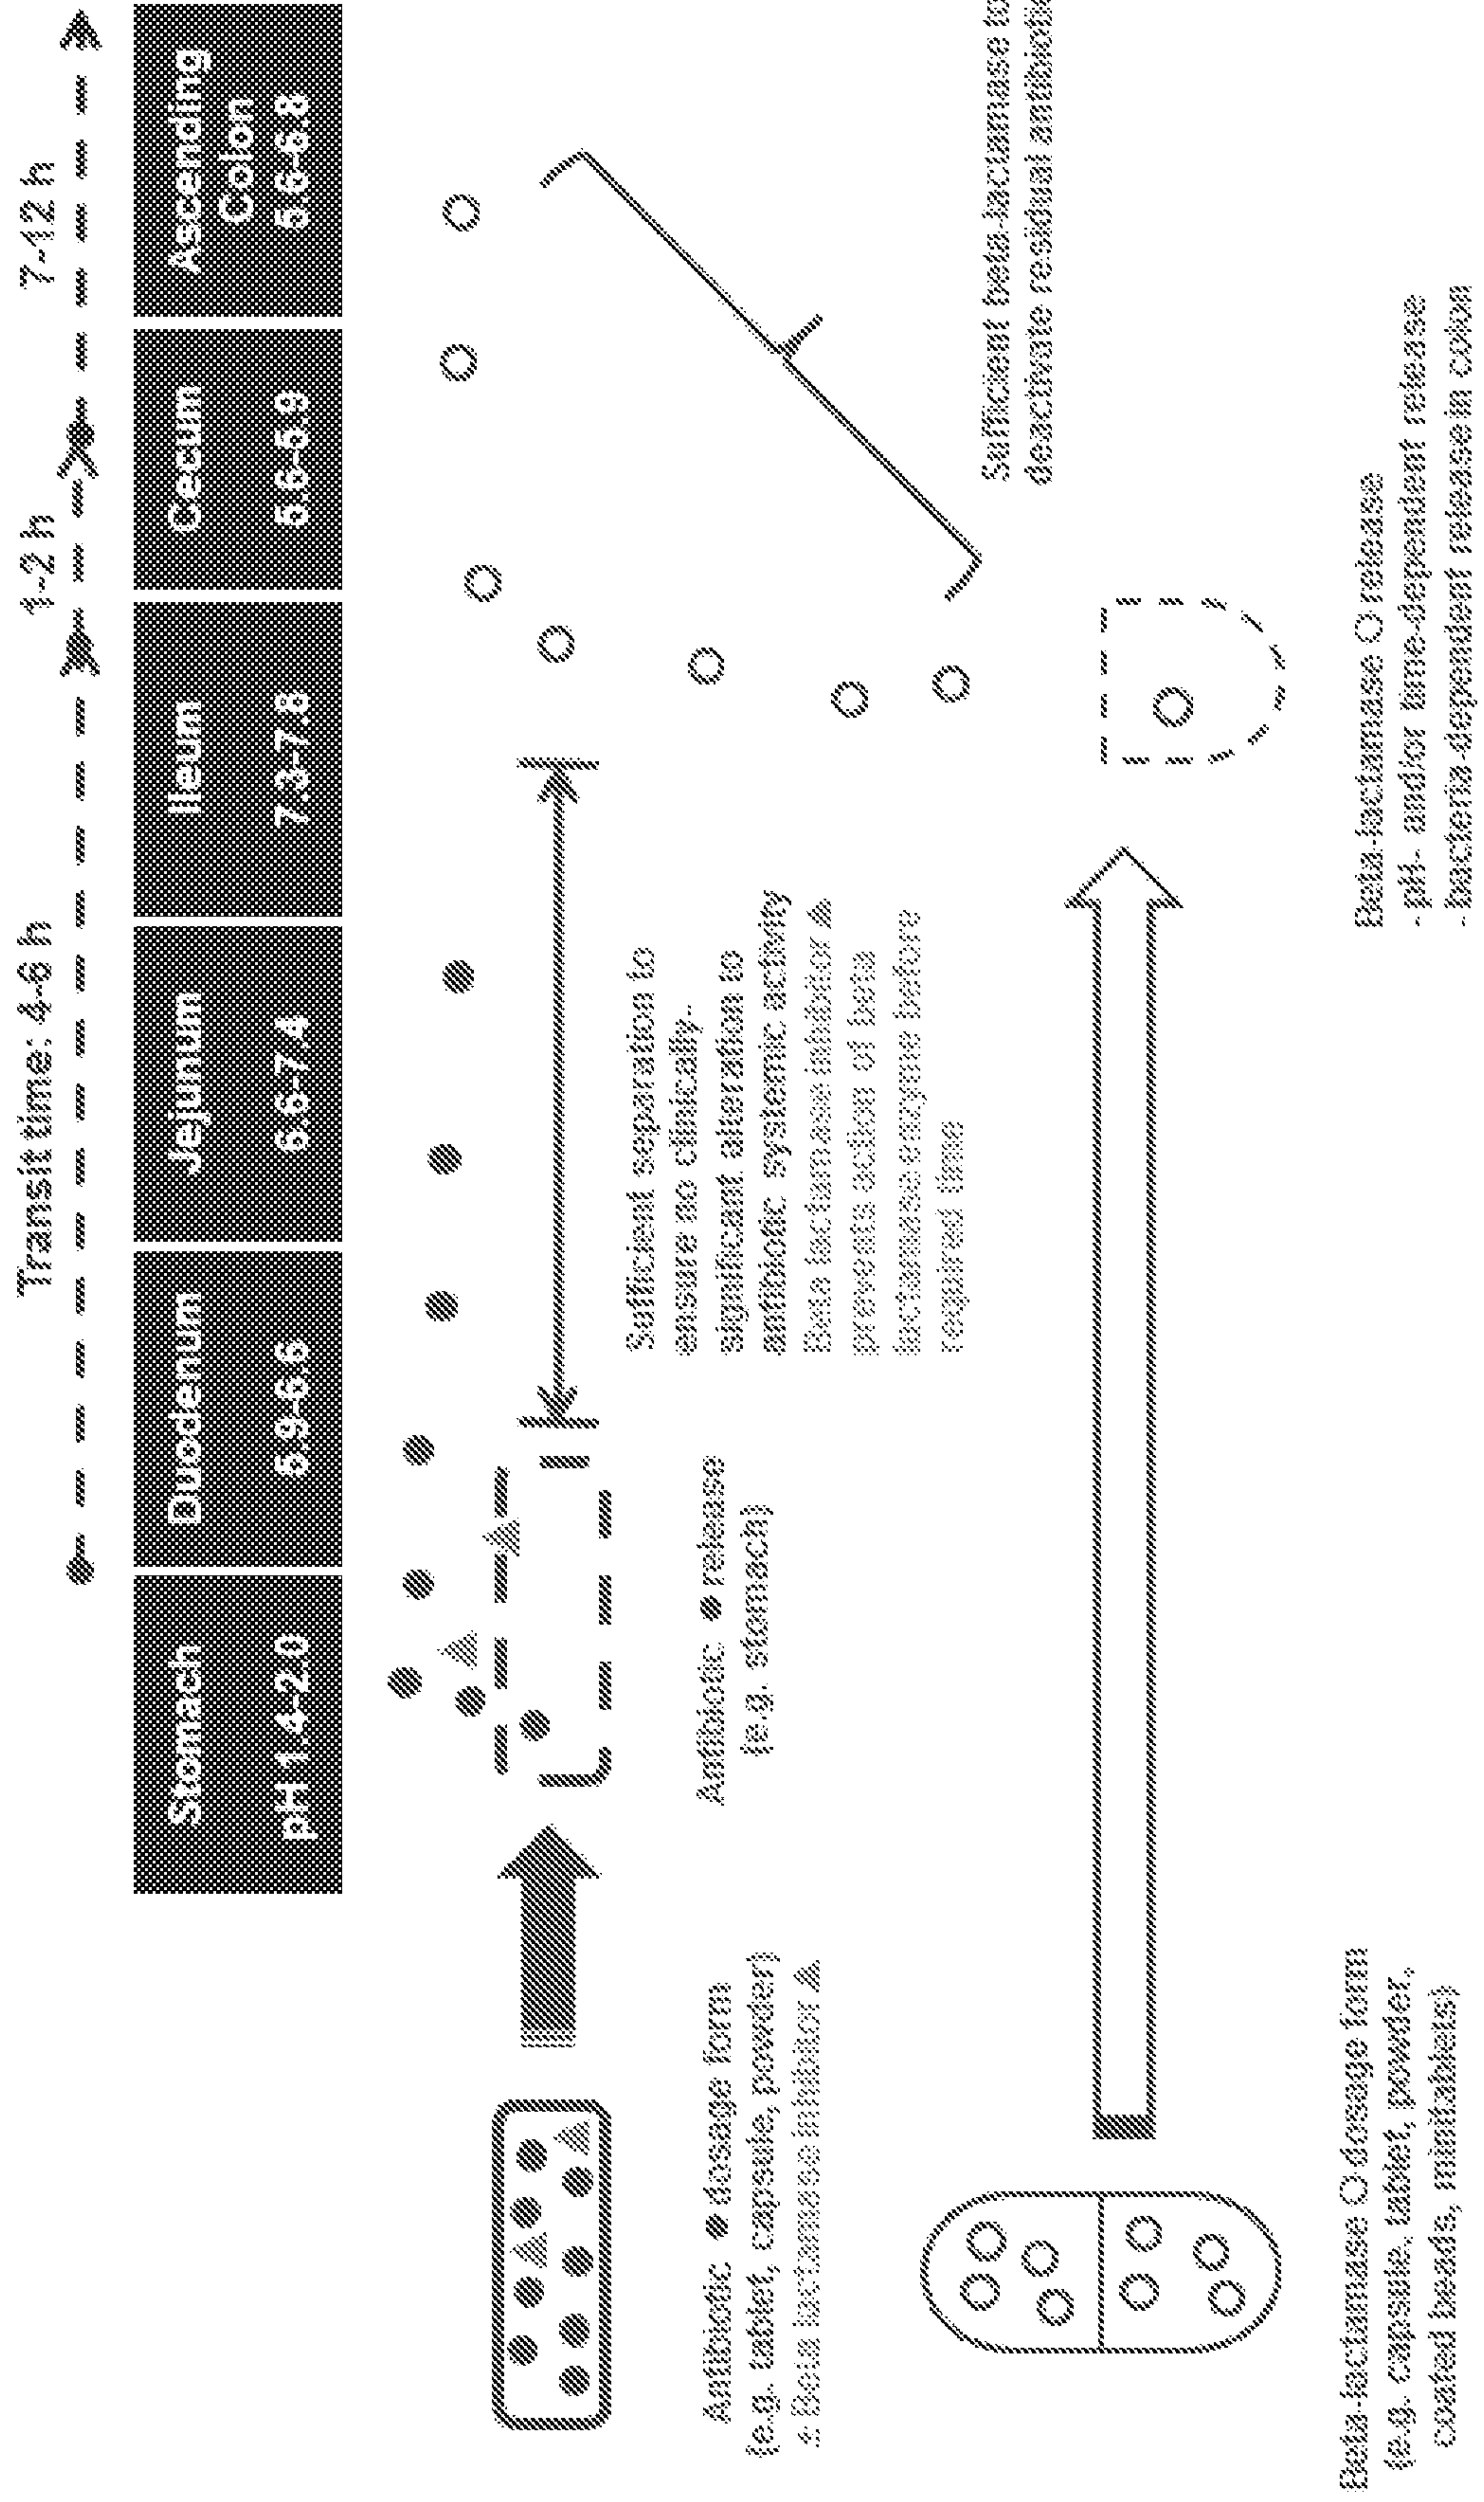 Transit time: 4-6 h
1-2 h
7-12 h
Stomach
pH 1.4-2.0
Duodenum
5.9-6.6
Jejunum
6.6-7.4
Ileum
7.3-7.8
Cecum
5.6-5.9
Ascending
Colon
5.6-6.8
Antibiotic ● dosage form
(e.g. tablet, capsule, powder)
± Beta lactamase inhibitor ▲
Antibiotic ● release
(e.g. stomach)
Sufficient separation to
ensure no clinically-
significant alteration to
antibiotic systemic activity
Beta lactamase inhibitor ▲
prevents action of beta
lactamase enzyme before
required time
Sufficient beta-lactamase to
deactivate residual antibioti
Beta-lactamase O dosage form
(e.g. capsule, tablet, powder,
coated beads, minitablets)
Beta-lactamase O release
- pH- and/or time-dependent release
- bacteria-dependent release in colon